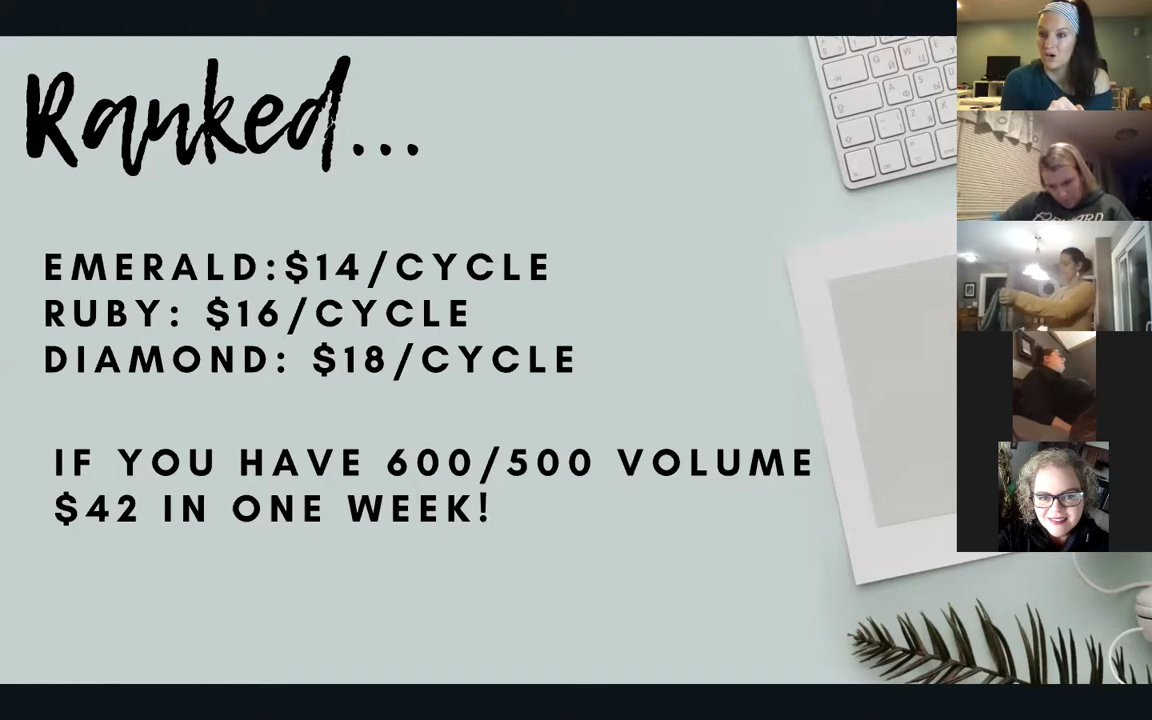 Ranked...
EMERALD:$14/CYCLE
RUBY: $16/CYCLE
DIAMOND: $18/CYCLE
IF YOU HAVE 600/500 VOLUME
$42 IN ONE WEEK!